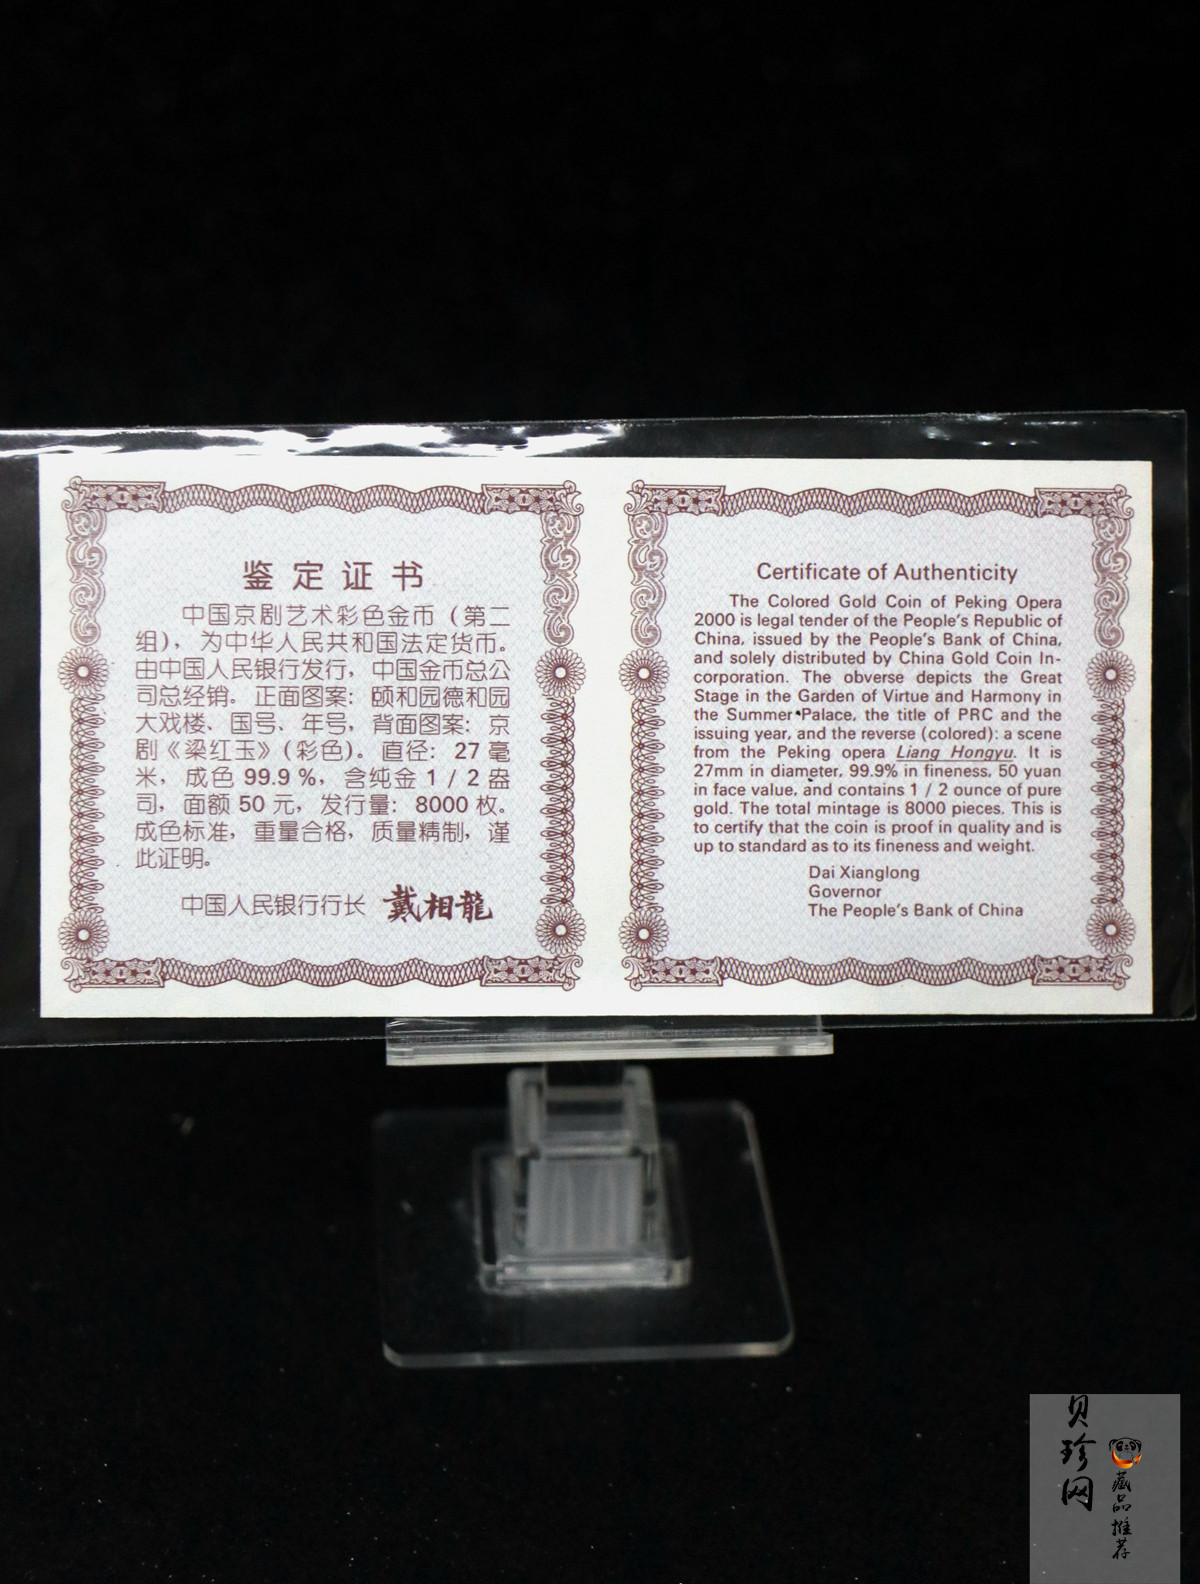 鉴定证书
中国京剧艺术彩色金币（第二
组），为中华人民共和国法定货币。
由中国人民银行发行，中国金币总公
司总经销。正面图案：颐和园德和园
大戏楼、国号、年号，背面图案：京
剧《梁红玉》（彩色）。直径：27毫
米，成色99.9%，含纯金1/2盎
司，面额50元，发行量：8000枚。
成色标准，重量合格，质量精制，谨
此证明。
中国人民银行行长 戴相龍
Certificate of Authenticity
The Colored Gold Coin of Peking Opera
2000 is legal tender of the People's Republic of
China, issued by the People's Bank of China,
and solely distributed by China Gold Coin In-
corporation. The obverse depicts the Great
Stage in the Garden of Virtue and Harmony in
the Summer Palace, the title of PRC and the
issuing year, and the reverse (colored): a scene
from the Peking opera Liang Hongyu. It is
27mm in diameter, 99.9% in fineness, 50 yuan
in face value, and contains 1/2 ounce of pure
gold. The total mintage is 8000 pieces. This is
to certify that the coin is proof in quality and is
up to standard as to its fineness and weight.
Dai Xianglong
Governor
The People's Bank of China
贝珍网
藏品推荐